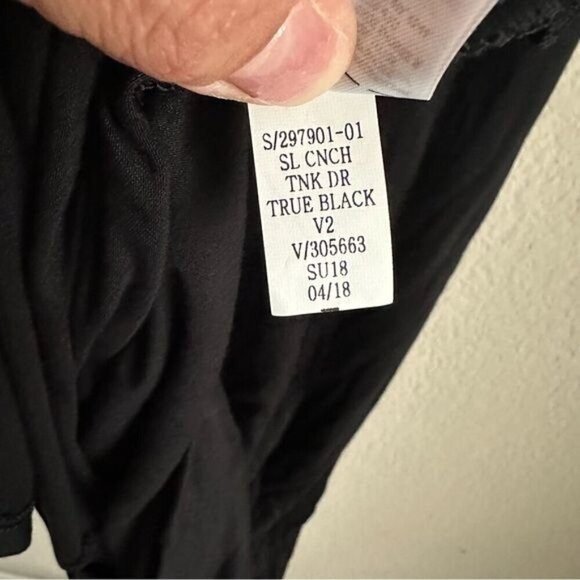 S/297901-01
SL CNCH
TNK DR
TRUE BLACK
V2
V/305663
SU18
04/18